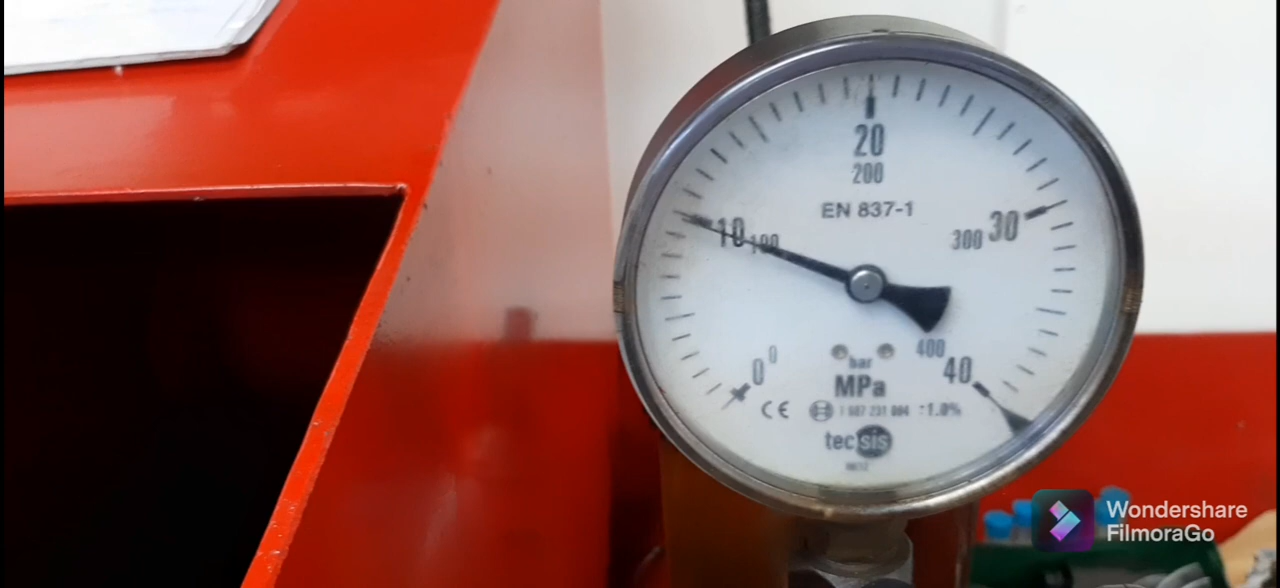 20
200
EN 837-1
10
100
300 30
0 0
400
40
bar
MPa
CE
±1.0%
tecsis
Wondershare
FilmoraGo